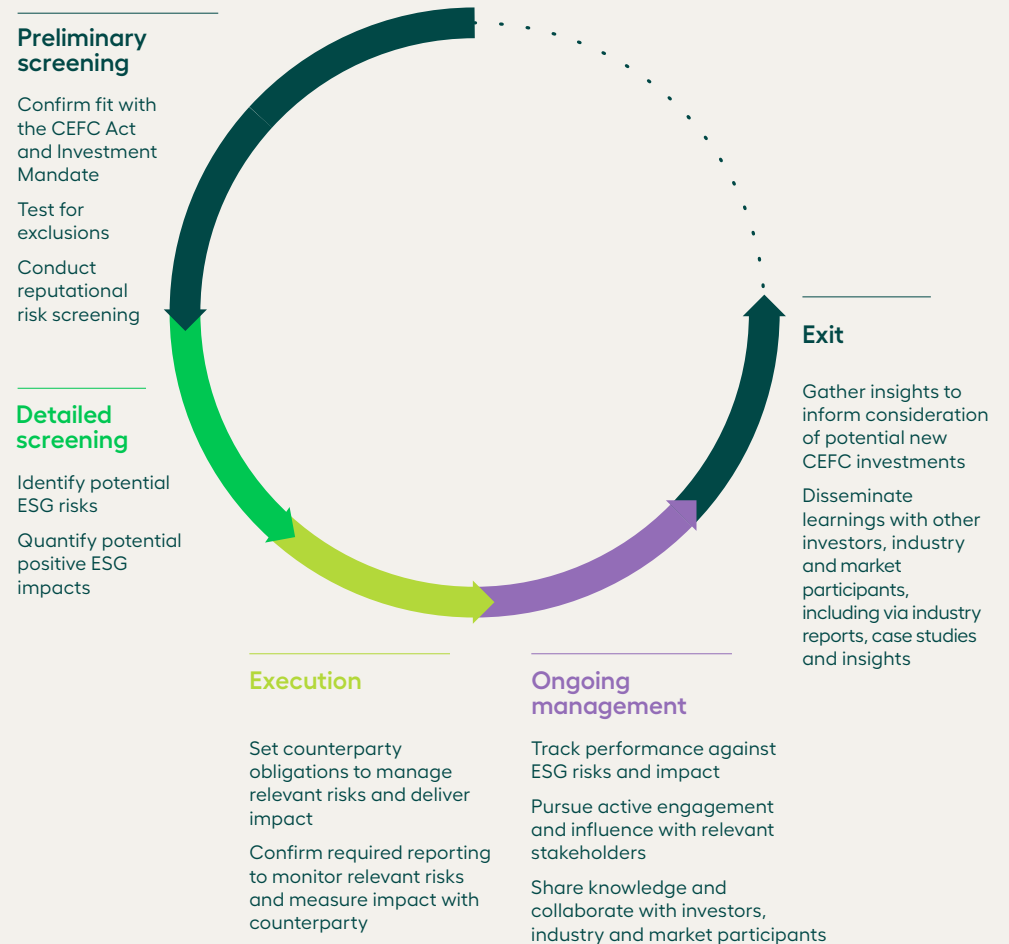 Preliminary
screening
Confirm fit with
the CEFC Act
and Investment
Mandate
Test for
exclusions
Conduct
reputational
risk screening
Detailed
screening
Identify potential
ESG risks
Quantify potential
positive ESG
impacts
Execution
Set counterparty
obligations to manage
relevant risks and deliver
impact
Confirm required reporting
to monitor relevant risks
and measure impact with
counterparty
Ongoing
management
Track performance against
ESG risks and impact
Pursue active engagement
and influence with relevant
stakeholders
Share knowledge and
collaborate with investors,
industry and market participants
Exit
Gather insights to
inform consideration
of potential new
CEFC investments
Disseminate
learnings with other
investors, industry
and market
participants,
including via industry
reports, case studies
and insights